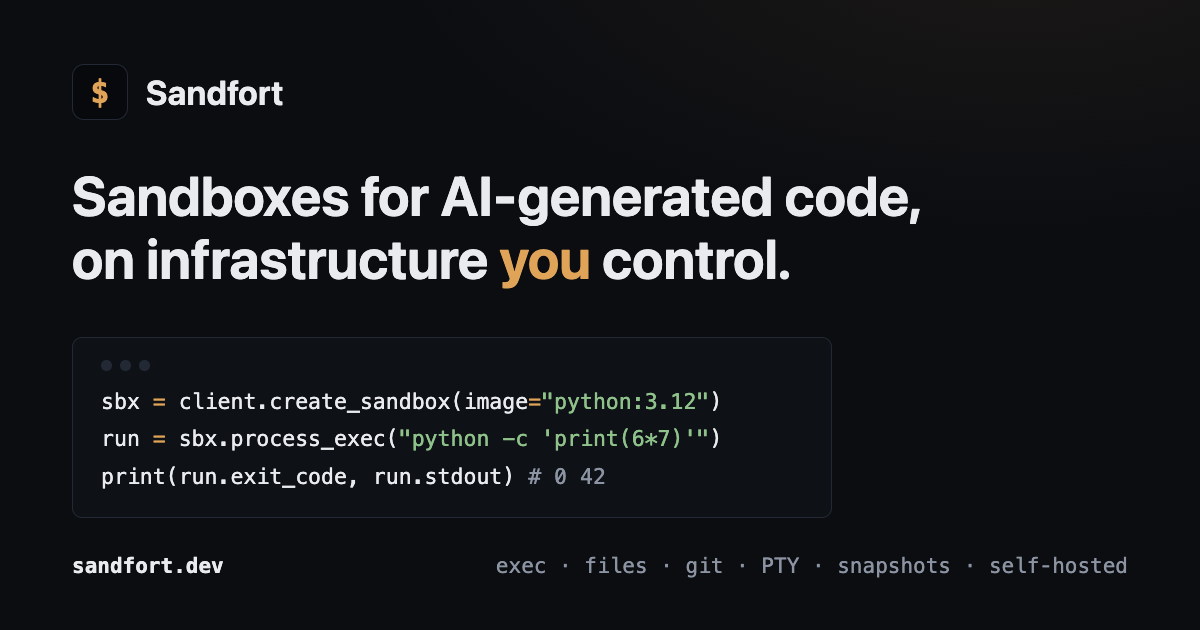 $ Sandfort
Sandboxes for AI-generated code,
on infrastructure you control.
sbx = client.create_sandbox(image="python:3.12")
run = sbx.process_exec("python -c 'print(6*7)'")
print(run.exit_code, run.stdout) # 0 42
sandfort.dev
exec · files · git · PTY · snapshots · self-hosted